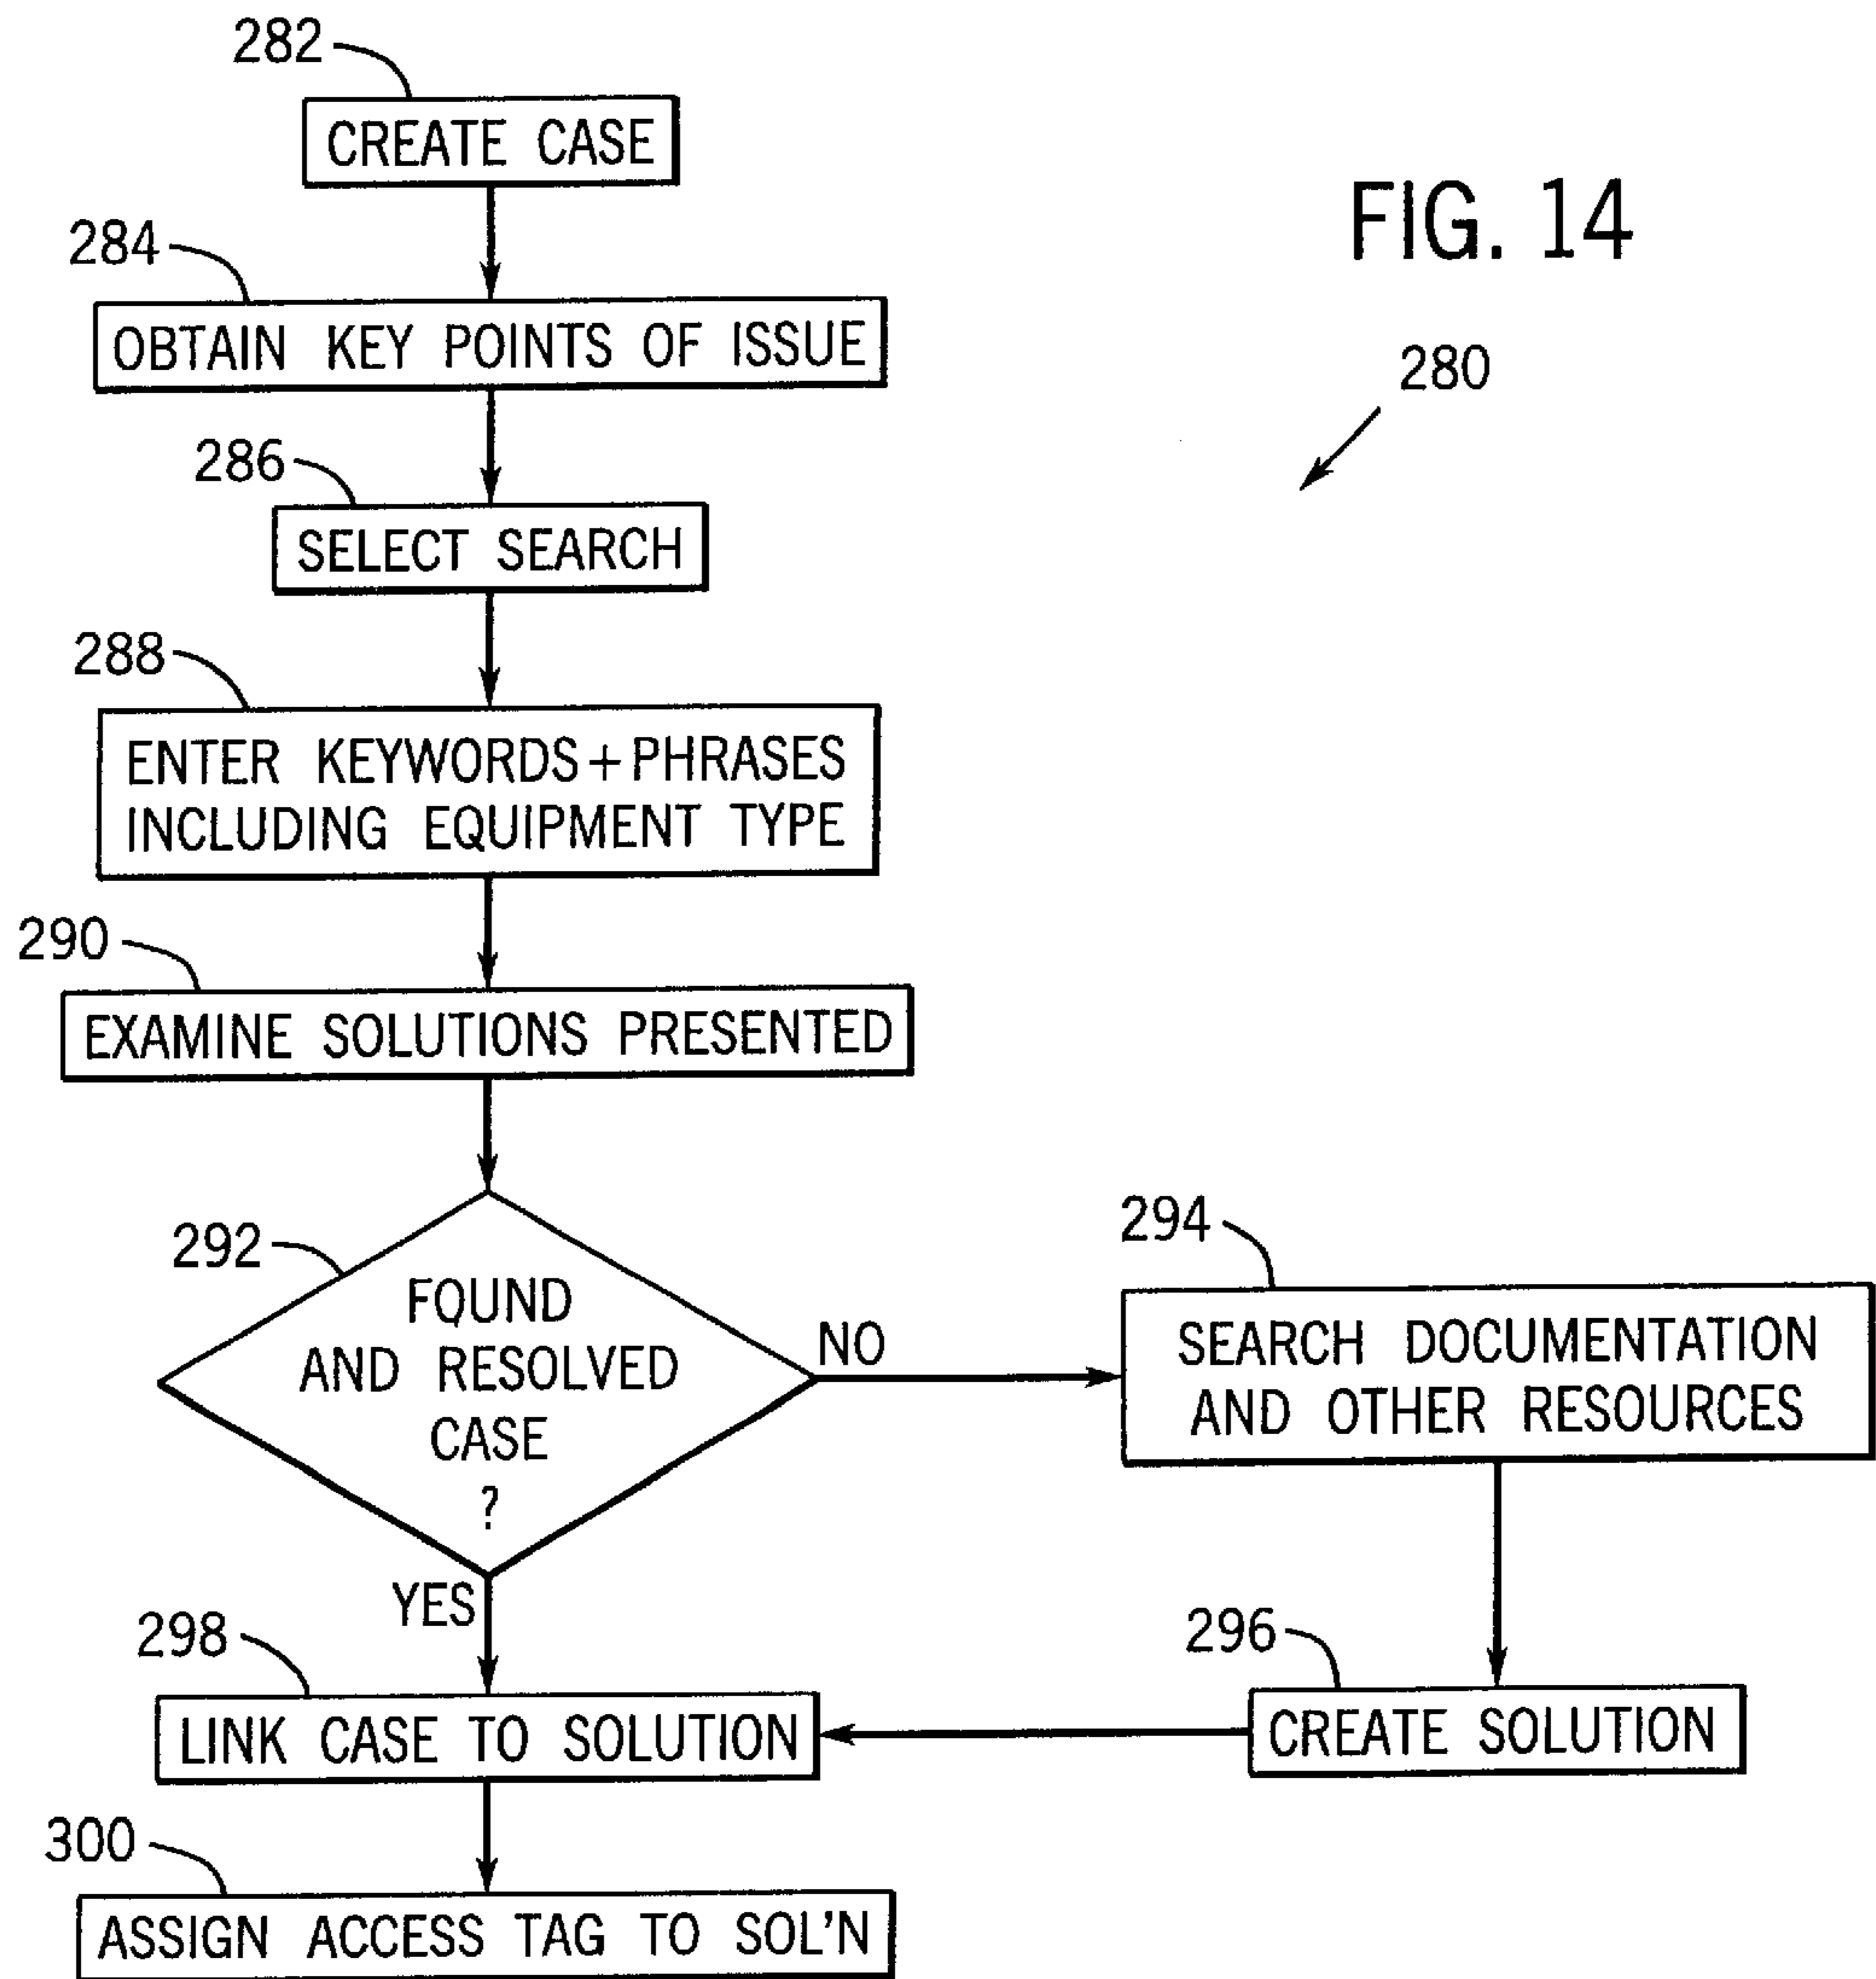 282
CREATE CASE
FIG. 14
284
OBTAIN KEY POINTS OF ISSUE
280
286
SELECT SEARCH
288
ENTER KEYWORDS+PHRASES
INCLUDING EQUIPMENT TYPE
290
EXAMINE SOLUTIONS PRESENTED
292
FOUND
AND RESOLVED
CASE
?
NO
294
SEARCH DOCUMENTATION
AND OTHER RESOURCES
YES
298
LINK CASE TO SOLUTION
296
CREATE SOLUTION
300
ASSIGN ACCESS TAG TO SOL'N